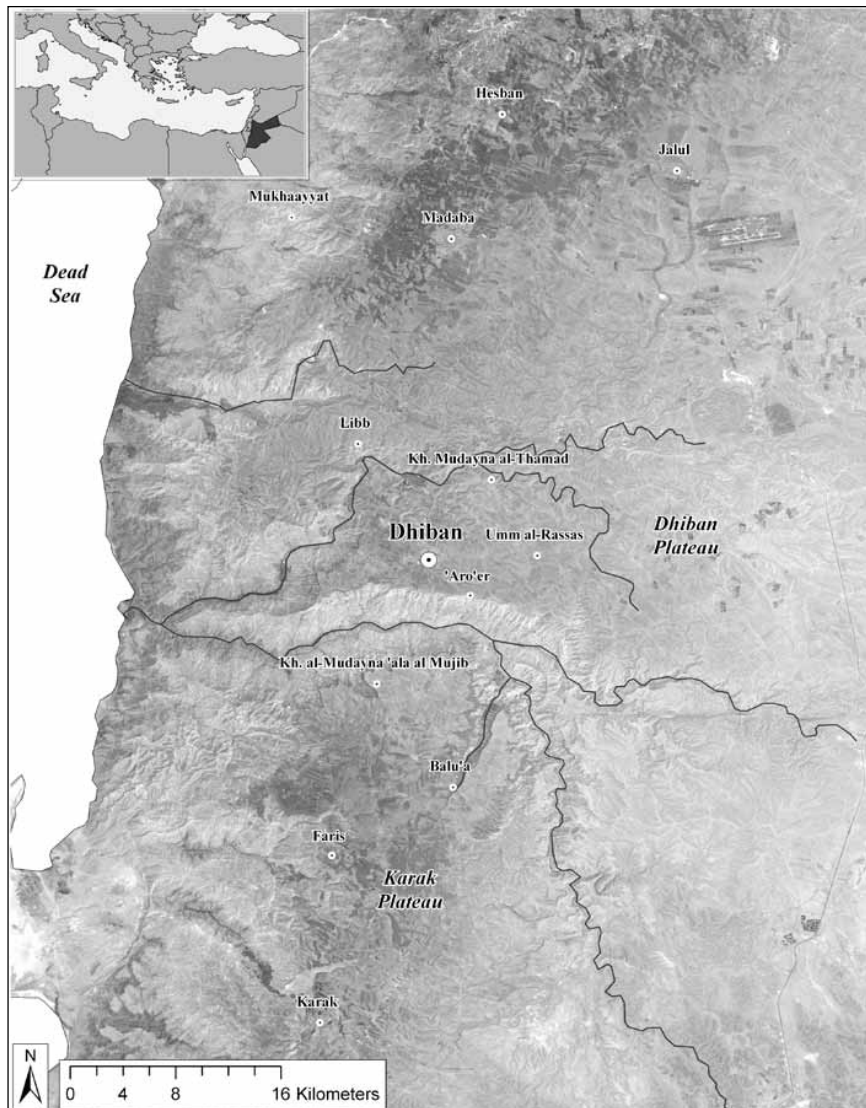 Hesban
Jalul
Mukhaayyat
Madaba
Dead
Sea
Libb
Kh. Mudayna al-Thamad
Dhiban
Umm al-Rassas
Dhiban
Plateau
'Aro'er
Kh. al-Mudayna 'ala al Mujib
Balu'a
Faris
Karak
Plateau
Karak
N
0 4 8 16 Kilometers